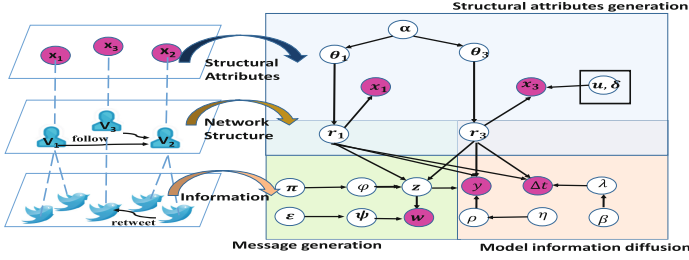 Structural attributes generation
x₁
x₃
x₂
Structural
Attributes
α
θ₁
θ₃
x₁
x₃
u, δ
V₁
V₃
V₂
follow
Network
Structure
r₁
r₃
Information
retweet
π
φ
z
y
Δt
λ
ε
ψ
w
ρ
η
β
Message generation
Model information diffusion